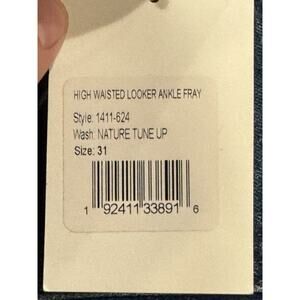 HIGH WAISTED LOOKER ANKLE FRAY
Style: 1411-624
Wash: NATURE TUNE UP
Size: 31
1 92411 33891 6